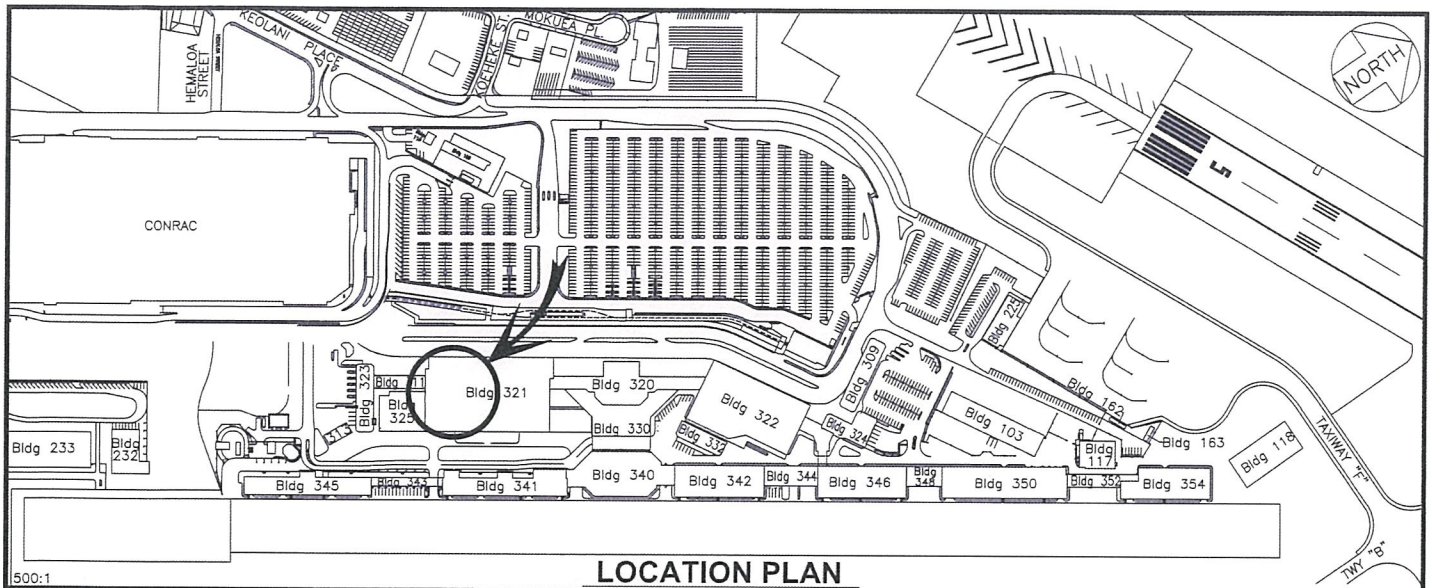 HEMALOA
STREET
KEOLANI PLACE
KOEHEKE ST.
MOKUEA PL.
NORTH
5
CONRAC
Bldg 225
Bldg 309
Bldg 323
Bldg 11
Bldg 321
Bldg 320
Bldg 325
313
Bldg 330
Bldg 332
Bldg 322
Bldg 324
Bldg 103
Bldg 162
Bldg 163
Bldg 117
Bldg 118
TAXIWAY "F"
Bldg 233
Bldg 232
Bldg 345
Bldg 343
Bldg 341
Bldg 340
Bldg 342
Bldg 344
Bldg 346
Bldg 348
Bldg 350
Bldg 352
Bldg 354
TWY "B"
500:1
LOCATION PLAN